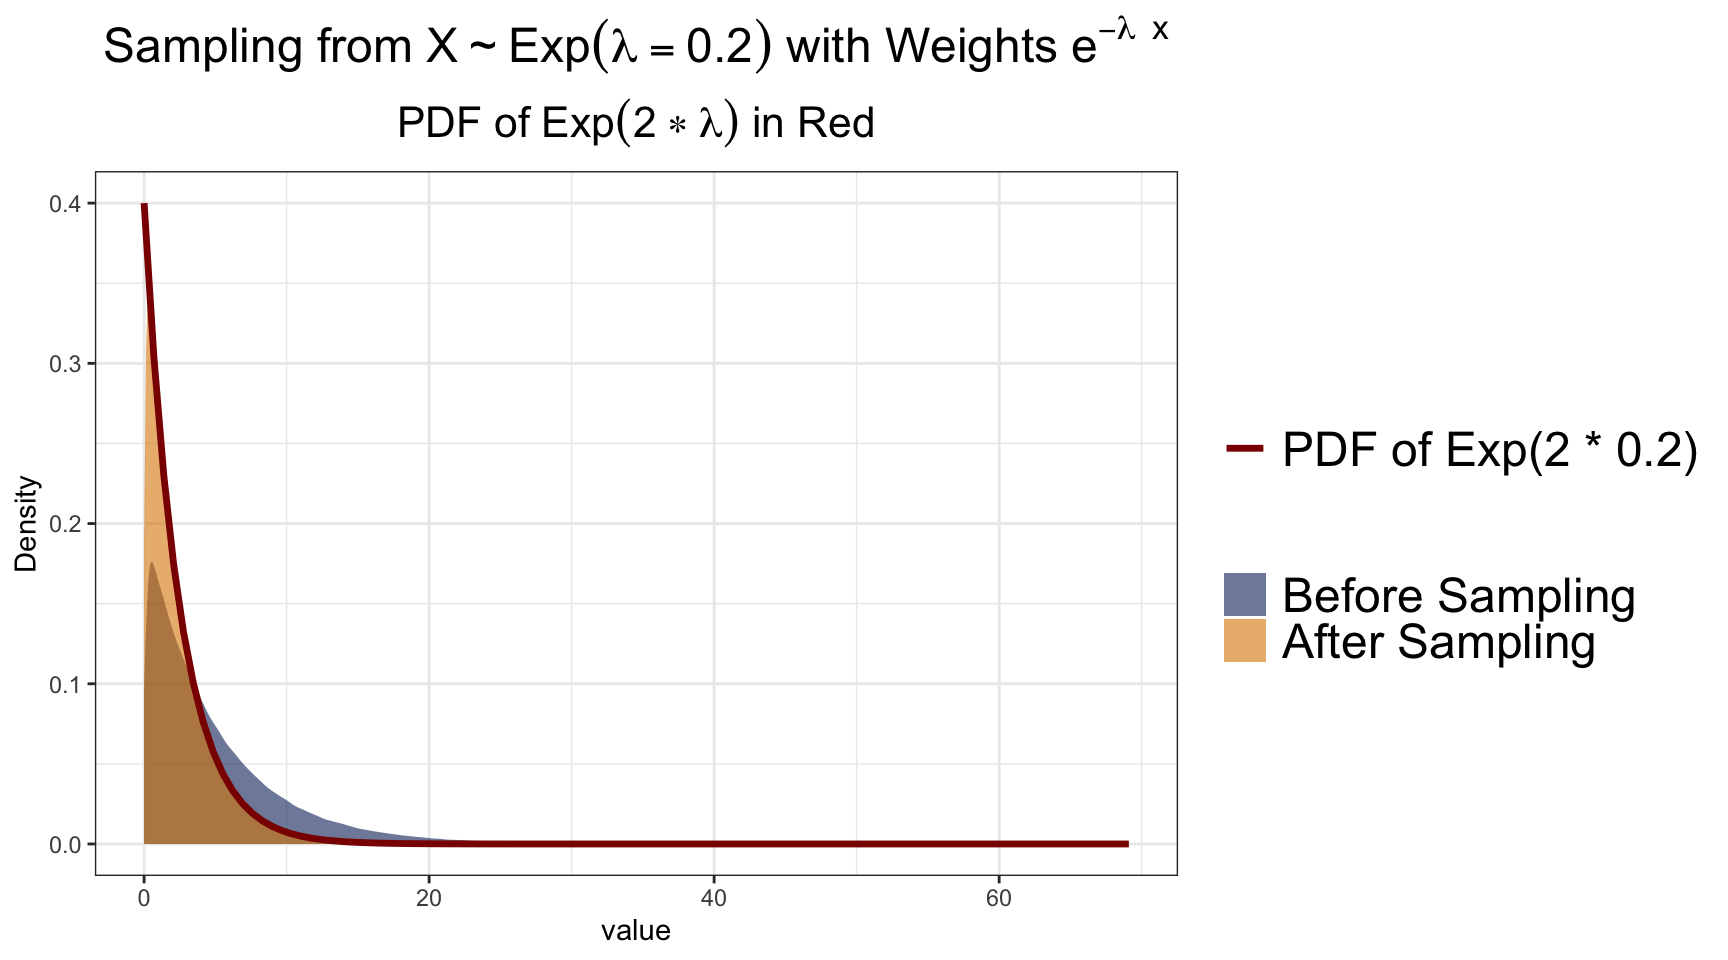 Sampling from X ~ Exp(λ = 0.2) with Weights e^−λ x
PDF of Exp(2 * λ) in Red
0.4
0.3
0.2
0.1
0.0
Density
0
20
40
60
value
PDF of Exp(2 * 0.2)
Before Sampling
After Sampling